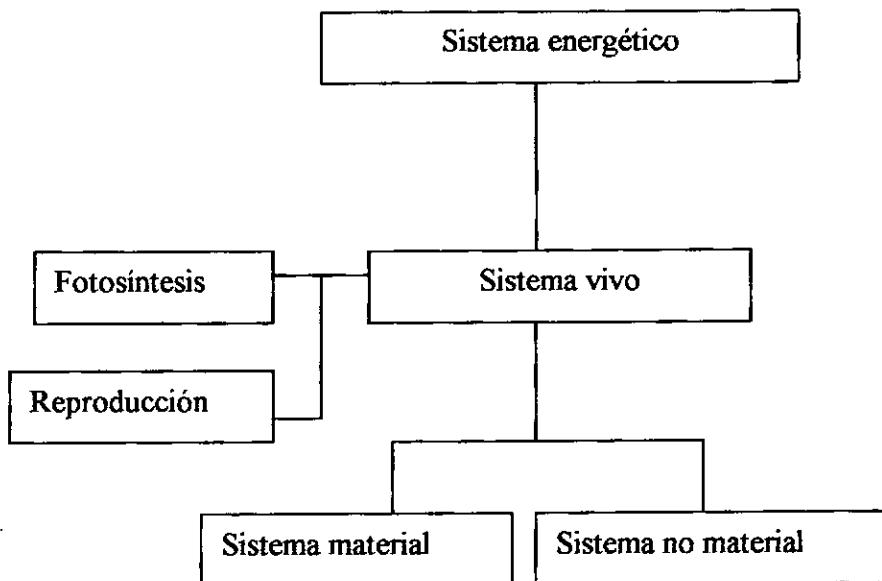 Sistema energético
Fotosíntesis
Sistema vivo
Reproducción
Sistema material
Sistema no material